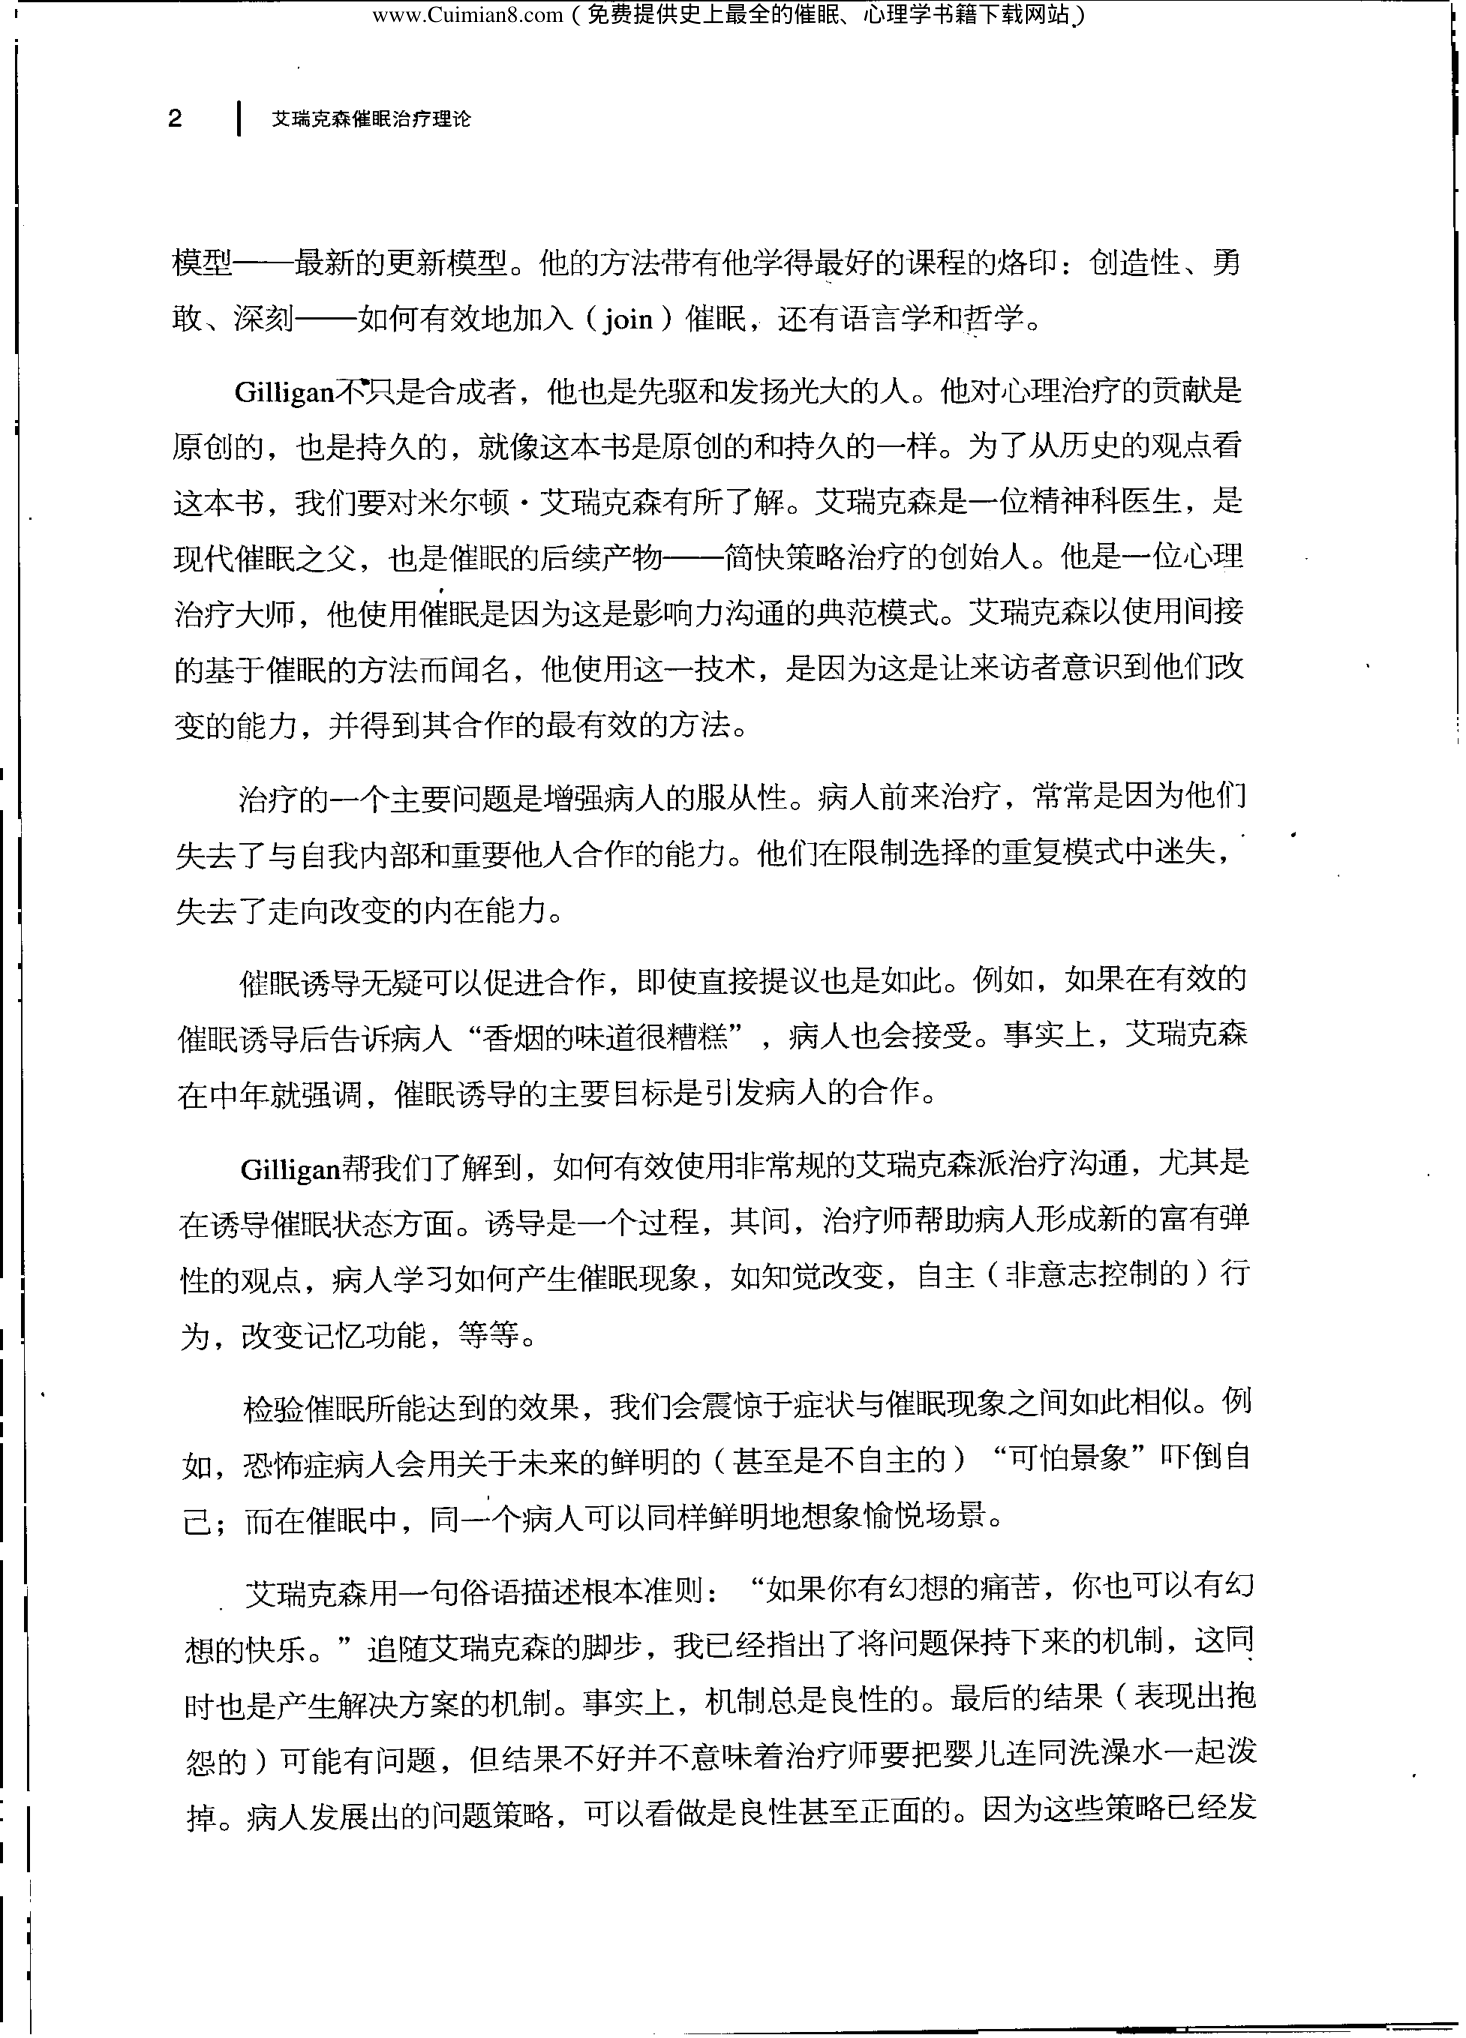 www.Cuimian8.com（免费提供史上最全的催眠、心理学书籍下载网站）
2 艾瑞克森催眠治疗理论
模型——最新的更新模型。他的方法带有他学得最好的课程的烙印：创造性、勇
敢、深刻——如何有效地加入（join）催眠，还有语言学和哲学。
Gilligan不只是合成者，他也是先驱和发扬光大的人。他对心理治疗的贡献是
原创的，也是持久的，就像这本书是原创的和持久的一样。为了从历史的观点看
这本书，我们要对米尔顿·艾瑞克森有所了解。艾瑞克森是一位精神科医生，是
现代催眠之父，也是催眠的后续产物——简快策略治疗的创始人。他是一位心理
治疗大师，他使用催眠是因为这是影响力沟通的典范模式。艾瑞克森以使用间接
的基于催眠的方法而闻名，他使用这一技术，是因为这是让来访者意识到他们改
变的能力，并得到其合作的最有效的方法。
治疗的一个主要问题是增强病人的服从性。病人前来治疗，常常是因为他们
失去了与自我内部和重要他人合作的能力。他们在限制选择的重复模式中迷失，
失去了走向改变的内在能力。
催眠诱导无疑可以促进合作，即使直接提议也是如此。例如，如果在有效的
催眠诱导后告诉病人“香烟的味道很糟糕”，病人也会接受。事实上，艾瑞克森
在中年就强调，催眠诱导的主要目标是引发病人的合作。
Gilligan帮我们了解到，如何有效使用非常规的艾瑞克森派治疗沟通，尤其是
在诱导催眠状态方面。诱导是一个过程，其间，治疗师帮助病人形成新的富有弹
性的观点，病人学习如何产生催眠现象，如知觉改变，自主（非意志控制的）行
为，改变记忆功能，等等。
检验催眠所能达到的效果，我们会震惊于症状与催眠现象之间如此相似。例
如，恐怖症病人会用关于未来的鲜明的（甚至是不自主的）“可怕景象”吓倒自
己；而在催眠中，同一个病人可以同样鲜明地想象愉悦场景。
艾瑞克森用一句俗语描述根本准则：“如果你有幻想的痛苦，你也可以有幻
想的快乐。”追随艾瑞克森的脚步，我已经指出了将问题保持下来的机制，这同
时也是产生解决方案的机制。事实上，机制总是良性的。最后的结果（表现出抱
怨的）可能有问题，但结果不好并不意味着治疗师要把婴儿连同洗澡水一起泼
掉。病人发展出的问题策略，可以看做是良性甚至正面的。因为这些策略已经发